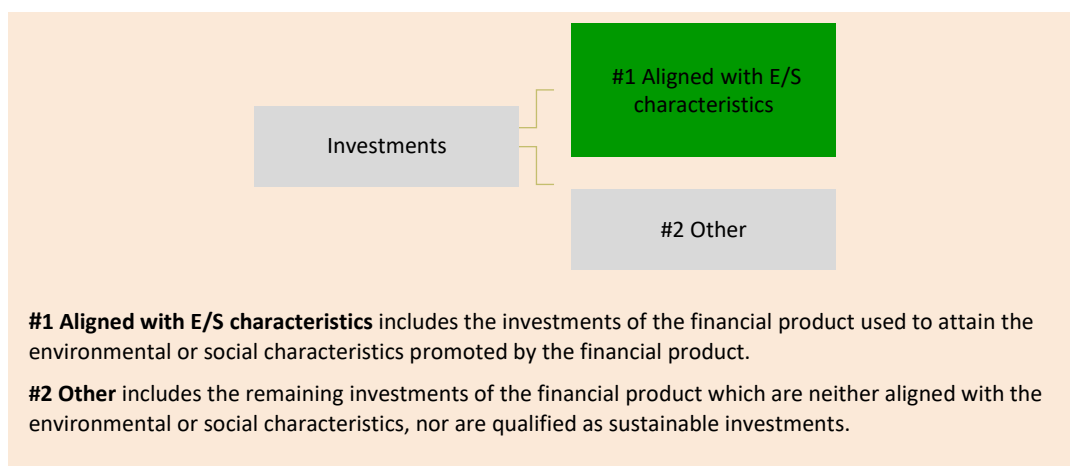 #1 Aligned with E/S
characteristics
Investments
#2 Other
#1 Aligned with E/S characteristics includes the investments of the financial product used to attain the
environmental or social characteristics promoted by the financial product.
#2 Other includes the remaining investments of the financial product which are neither aligned with the
environmental or social characteristics, nor are qualified as sustainable investments.